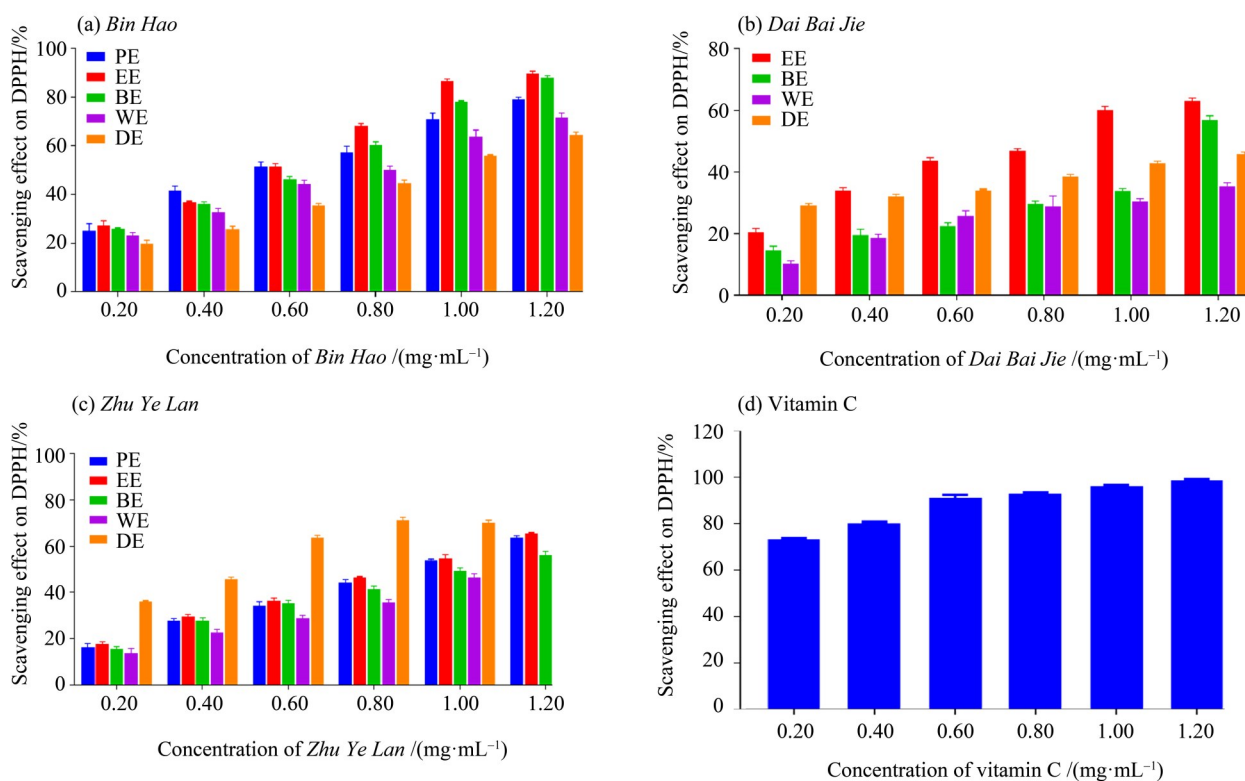 (a) Bin Hao
Scavenging effect on DPPH/%
100
80
60
40
20
0
PE
EE
BE
WE
DE
0.20 0.40 0.60 0.80 1.00 1.20
Concentration of Bin Hao /(mg·mL⁻¹)
(b) Dai Bai Jie
Scavenging effect on DPPH/%
80
60
40
20
0
EE
BE
WE
DE
0.20 0.40 0.60 0.80 1.00 1.20
Concentration of Dai Bai Jie /(mg·mL⁻¹)
(c) Zhu Ye Lan
Scavenging effect on DPPH/%
100
80
60
40
20
0
PE
EE
BE
WE
DE
0.20 0.40 0.60 0.80 1.00 1.20
Concentration of Zhu Ye Lan /(mg·mL⁻¹)
(d) Vitamin C
Scavenging effect on DPPH/%
120
100
80
60
40
20
0
0.20 0.40 0.60 0.80 1.00 1.20
Concentration of vitamin C /(mg·mL⁻¹)